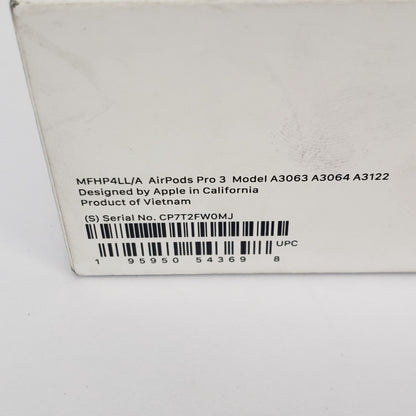 MFHP4LL/A AirPods Pro 3 Model A3063 A3064 A3122
Designed by Apple in California
Product of Vietnam
(S) Serial No. CP7T2FW0MJ
UPC
1 95950 54369 8